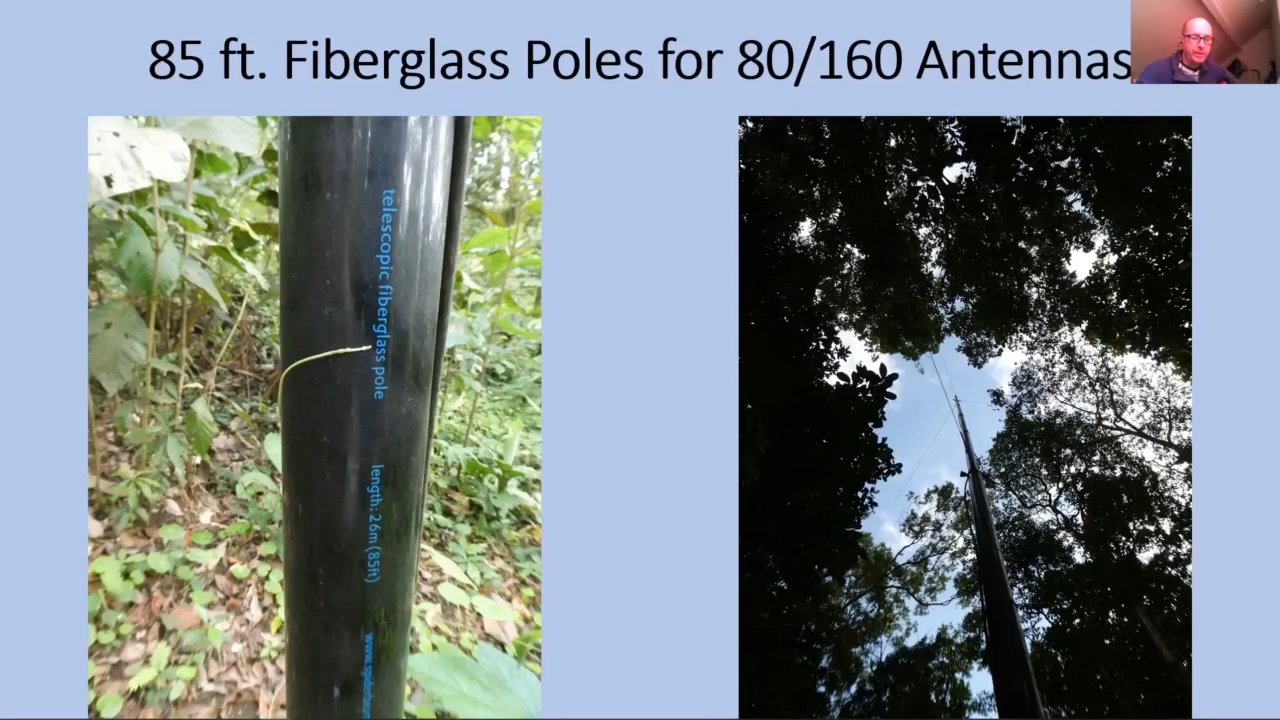 85 ft. Fiberglass Poles for 80/160 Antennas
telescopic fiberglass pole
length: 26m (85ft)